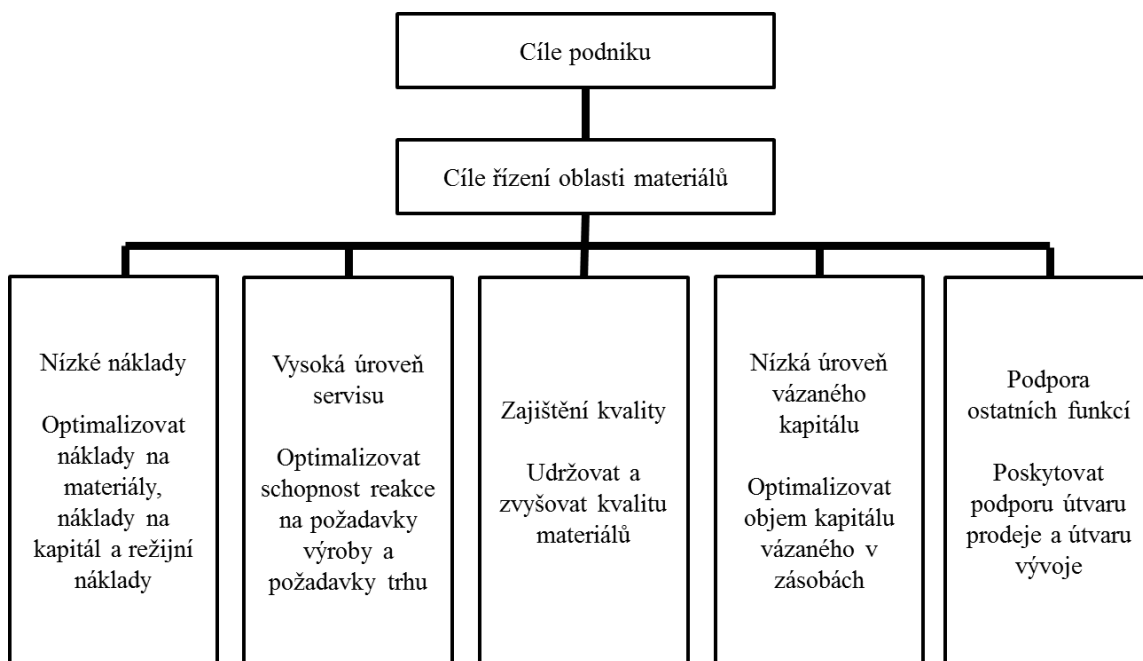 Cíle podniku
Cíle řízení oblasti materiálů
Nízké náklady
Optimalizovat
náklady na
materiály,
náklady na
kapitál a režijní
náklady
Vysoká úroveň
servisu
Optimalizovat
schopnost reakce
na požadavky
výroby a
požadavky trhu
Zajištění kvality
Udržovat a
zvyšovat kvalitu
materiálů
Nízká úroveň
vázaného
kapitálu
Optimalizovat
objem kapitálu
vázaného v
zásobách
Podpora
ostatních funkcí
Poskytovat
podporu útvaru
prodeje a útvaru
vývoje